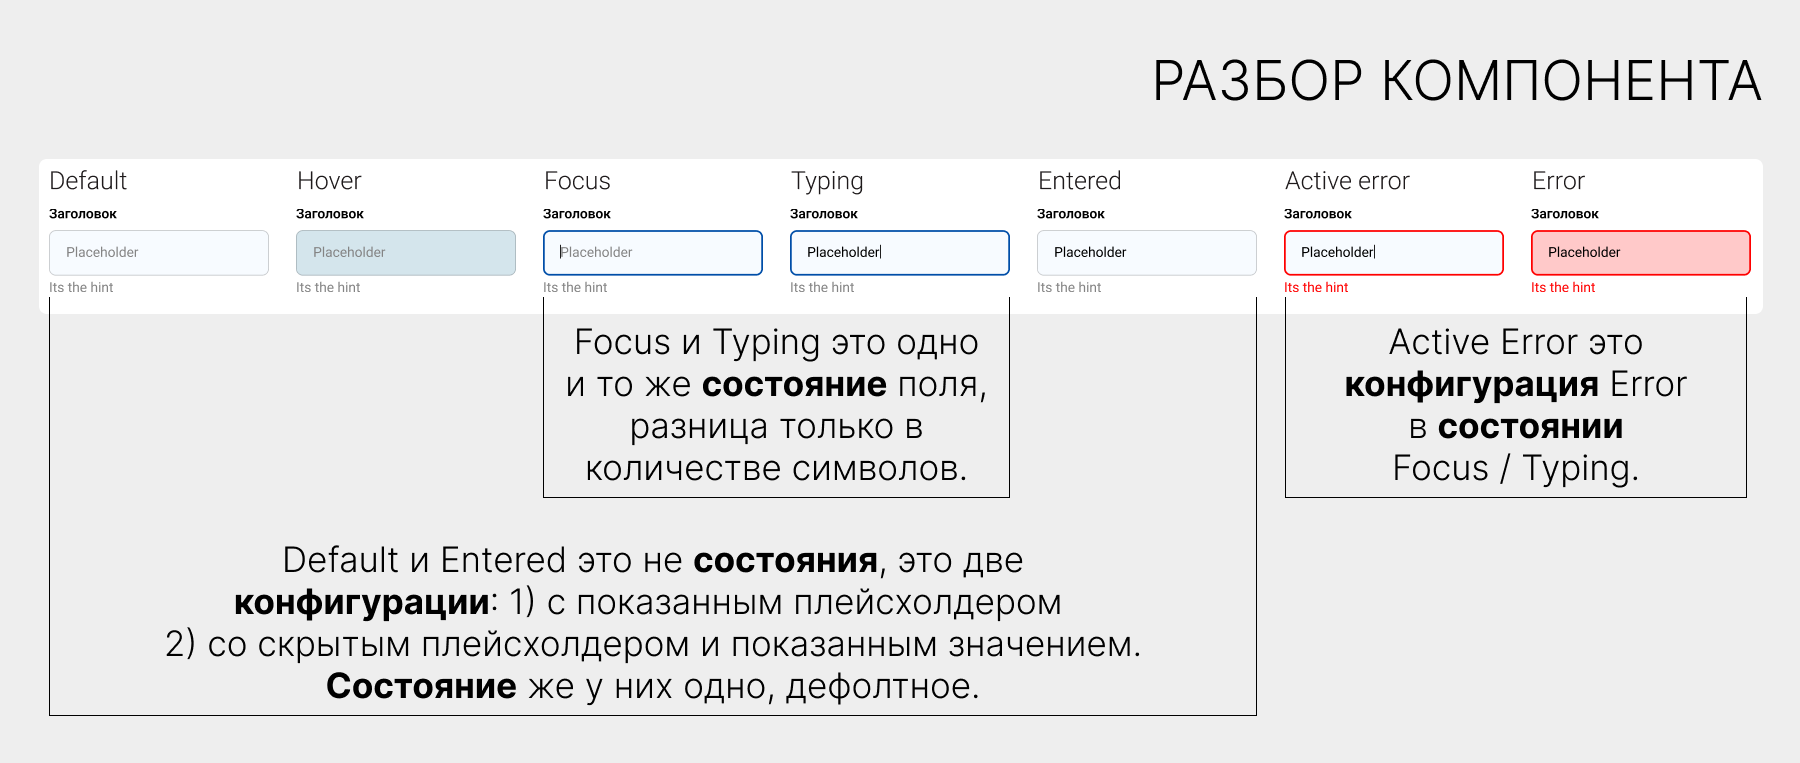 РАЗБОР КОМПОНЕНТА
Default
Hover
Focus
Typing
Entered
Active error
Error
Заголовок
Заголовок
Заголовок
Заголовок
Заголовок
Заголовок
Заголовок
Placeholder
Placeholder
Placeholder
Placeholder
Placeholder
Placeholder
Placeholder
Its the hint
Its the hint
Its the hint
Its the hint
Its the hint
Its the hint
Its the hint
Focus и Typing это одно
и то же состояние поля,
разница только в
количестве символов.
Active Error это
конфигурация Error
в состоянии
Focus / Typing.
Default и Entered это не состояния, это две
конфигурации: 1) с показанным плейсхолдером
2) со скрытым плейсхолдером и показанным значением.
Состояние же у них одно, дефолтное.